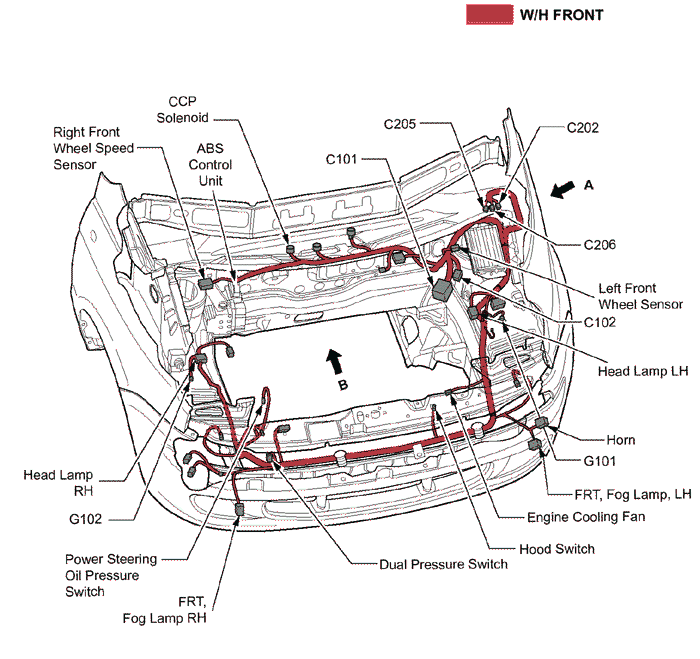 W/H FRONT
CCP
Solenoid
C205
C202
Right Front
Wheel Speed
Sensor
ABS
Control
Unit
C101
A
C206
Left Front
Wheel Sensor
C102
Head Lamp LH
B
Horn
G101
Head Lamp
RH
FRT, Fog Lamp, LH
G102
Engine Cooling Fan
Hood Switch
Power Steering
Oil Pressure
Switch
Dual Pressure Switch
FRT,
Fog Lamp RH